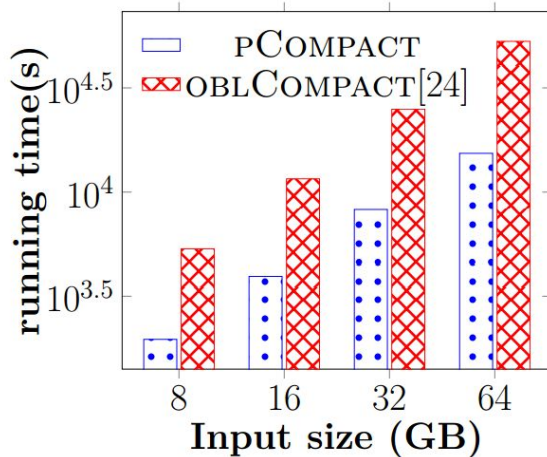 pCompact
oblCompact[24]
running time(s)
10^4.5
10^4
10^3.5
8 16 32 64
Input size (GB)